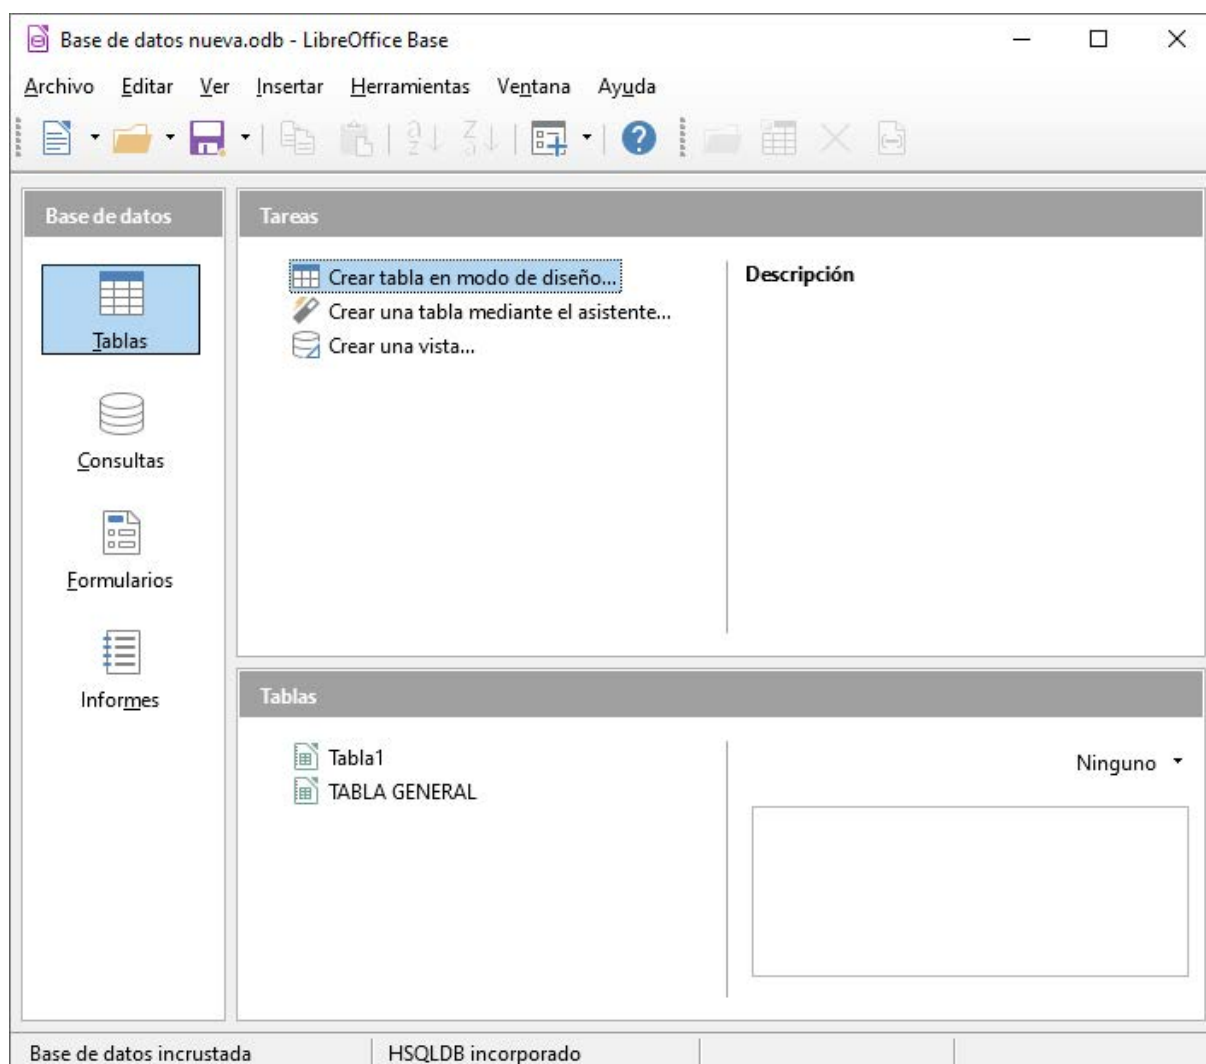 Base de datos nueva.odb - LibreOffice Base
Archivo Editar Ver Insertar Herramientas Ventana Ayuda
Base de datos
Tablas
Consultas
Formularios
Informes
Tareas
Crear tabla en modo de diseño...
Crear una tabla mediante el asistente...
Crear una vista...
Descripción
Tablas
Tabla1
TABLA GENERAL
Ninguno
Base de datos incrustada
HSQLDB incorporado